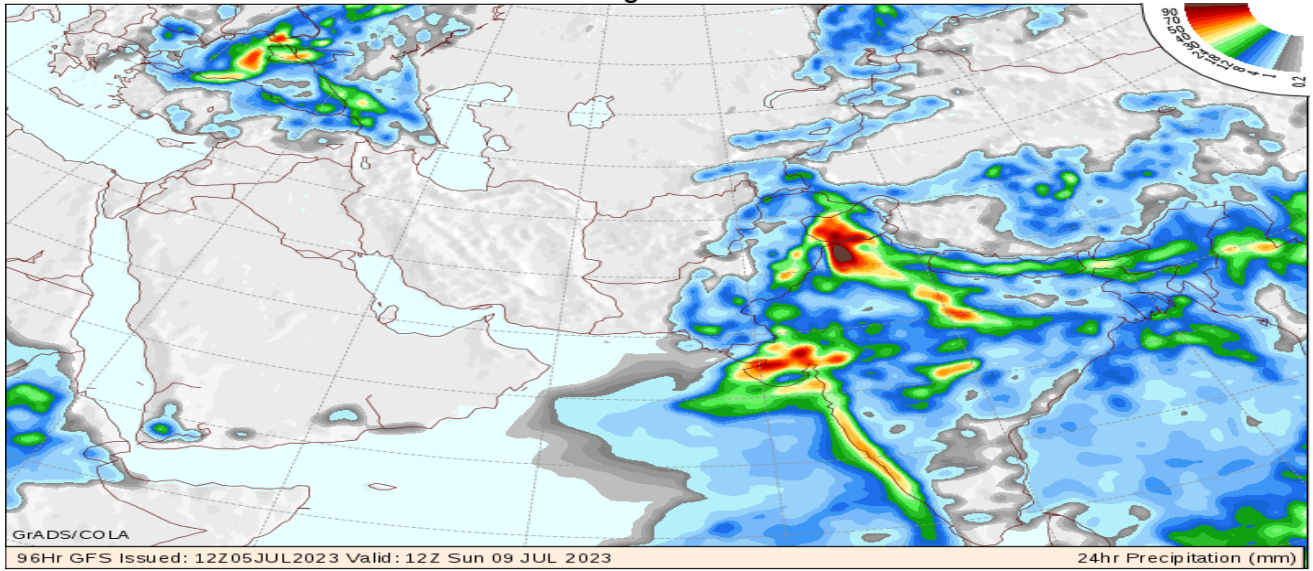 GrADS/COLA
96Hr GFS Issued: 12Z05JUL2023 Valid: 12Z Sun 09 JUL 2023
24hr Precipitation (mm)